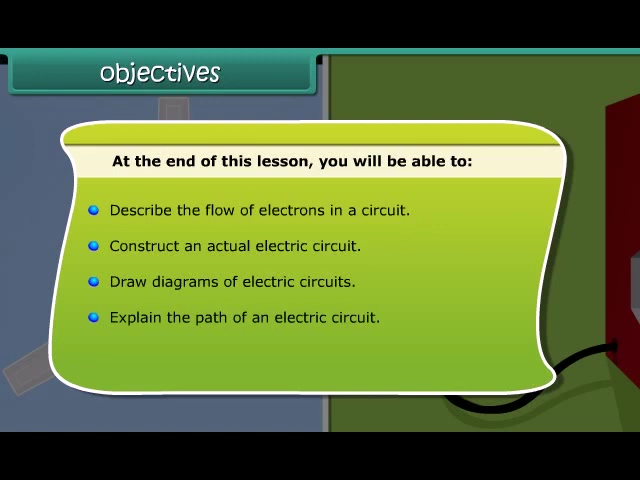 objectives
At the end of this lesson, you will be able to:
Describe the flow of electrons in a circuit.
Construct an actual electric circuit.
Draw diagrams of electric circuits.
Explain the path of an electric circuit.